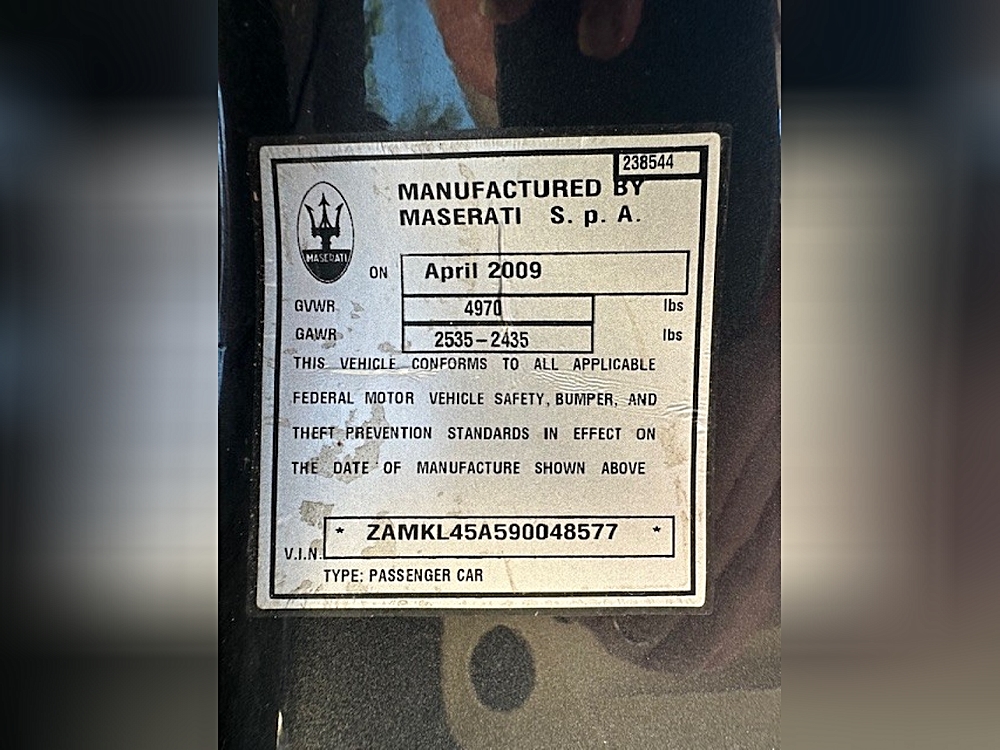 238544
MANUFACTURED BY
MASERATI S. p. A.
MASERATI
ON April 2009
GVWR 4970 lbs
GAWR 2535-2435 lbs
THIS VEHICLE CONFORMS TO ALL APPLICABLE
FEDERAL MOTOR VEHICLE SAFETY, BUMPER, AND
THEFT PREVENTION STANDARDS IN EFFECT ON
THE DATE OF MANUFACTURE SHOWN ABOVE
V.I.N. * ZAMKL45A590048577 *
TYPE: PASSENGER CAR